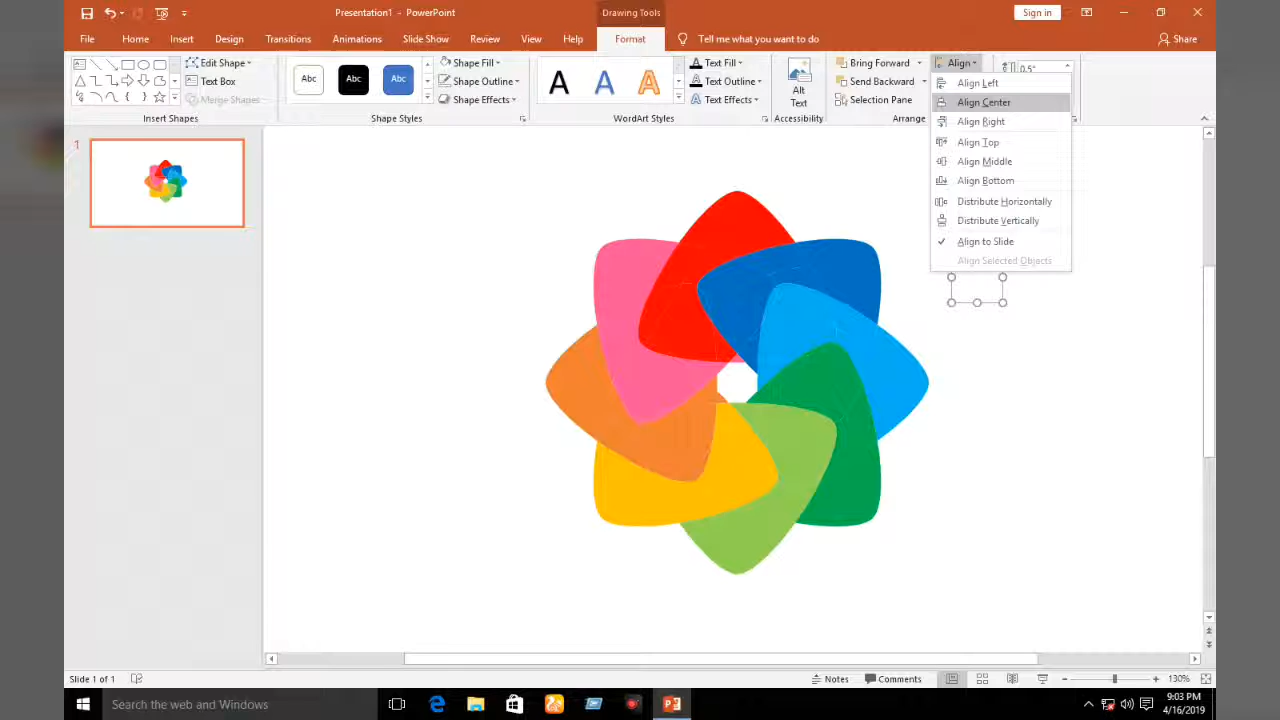 Presentation1 - PowerPoint
Drawing Tools
Sign in
File
Home
Insert
Design
Transitions
Animations
Slide Show
Review
View
Help
Format
Tell me what you want to do
Share
Edit Shape
Text Box
Merge Shapes
Insert Shapes
Abc
Abc
Abc
Shape Fill
Shape Outline
Shape Effects
Shape Styles
A
A
A
Text Fill
Text Outline
Text Effects
WordArt Styles
Alt
Text
Accessibility
Bring Forward
Send Backward
Selection Pane
Arrange
Align
0.5"
Align Left
Align Center
Align Right
Align Top
Align Middle
Align Bottom
Distribute Horizontally
Distribute Vertically
Align to Slide
Align Selected Objects
1
Slide 1 of 1
Notes
Comments
130%
Search the web and Windows
9:03 PM
4/16/2019